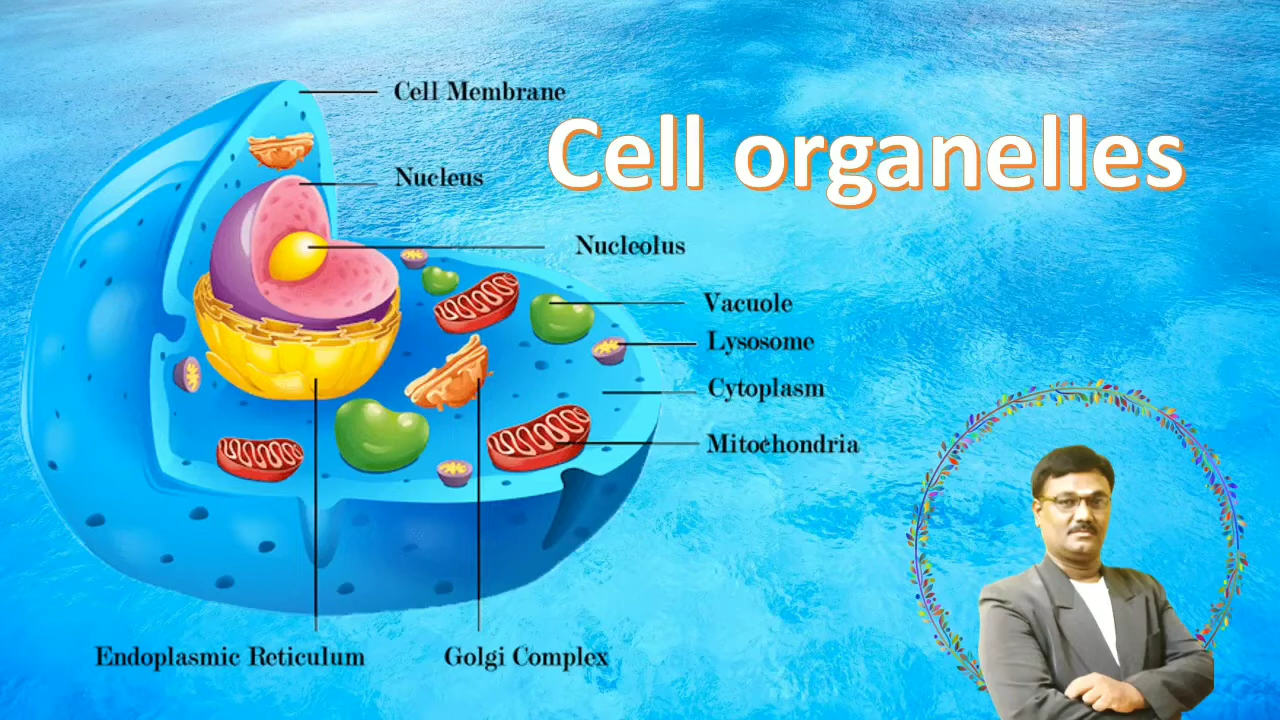 Cell Membrane
Cell organelles
Nucleus
Nucleolus
Vacuole
Lysosome
Cytoplasm
Mitochondria
Endoplasmic Reticulum
Golgi Complex